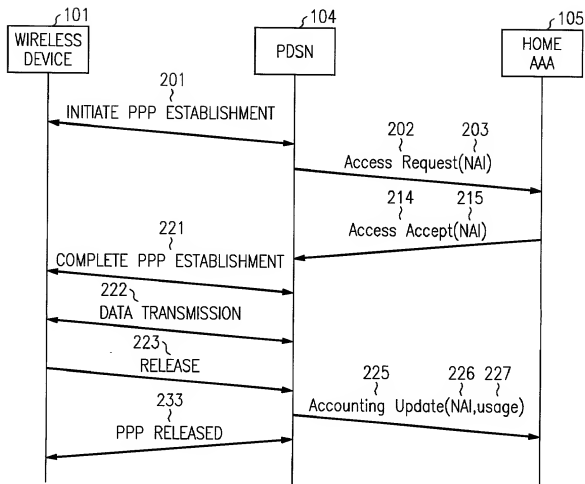 101
WIRELESS
DEVICE
104
PDSN
105
HOME
AAA
201
INITIATE PPP ESTABLISHMENT
202
203
Access Request(NAI)
214
215
Access Accept(NAI)
221
COMPLETE PPP ESTABLISHMENT
222
DATA TRANSMISSION
223
RELEASE
225
226
227
Accounting Update(NAI,usage)
233
PPP RELEASED